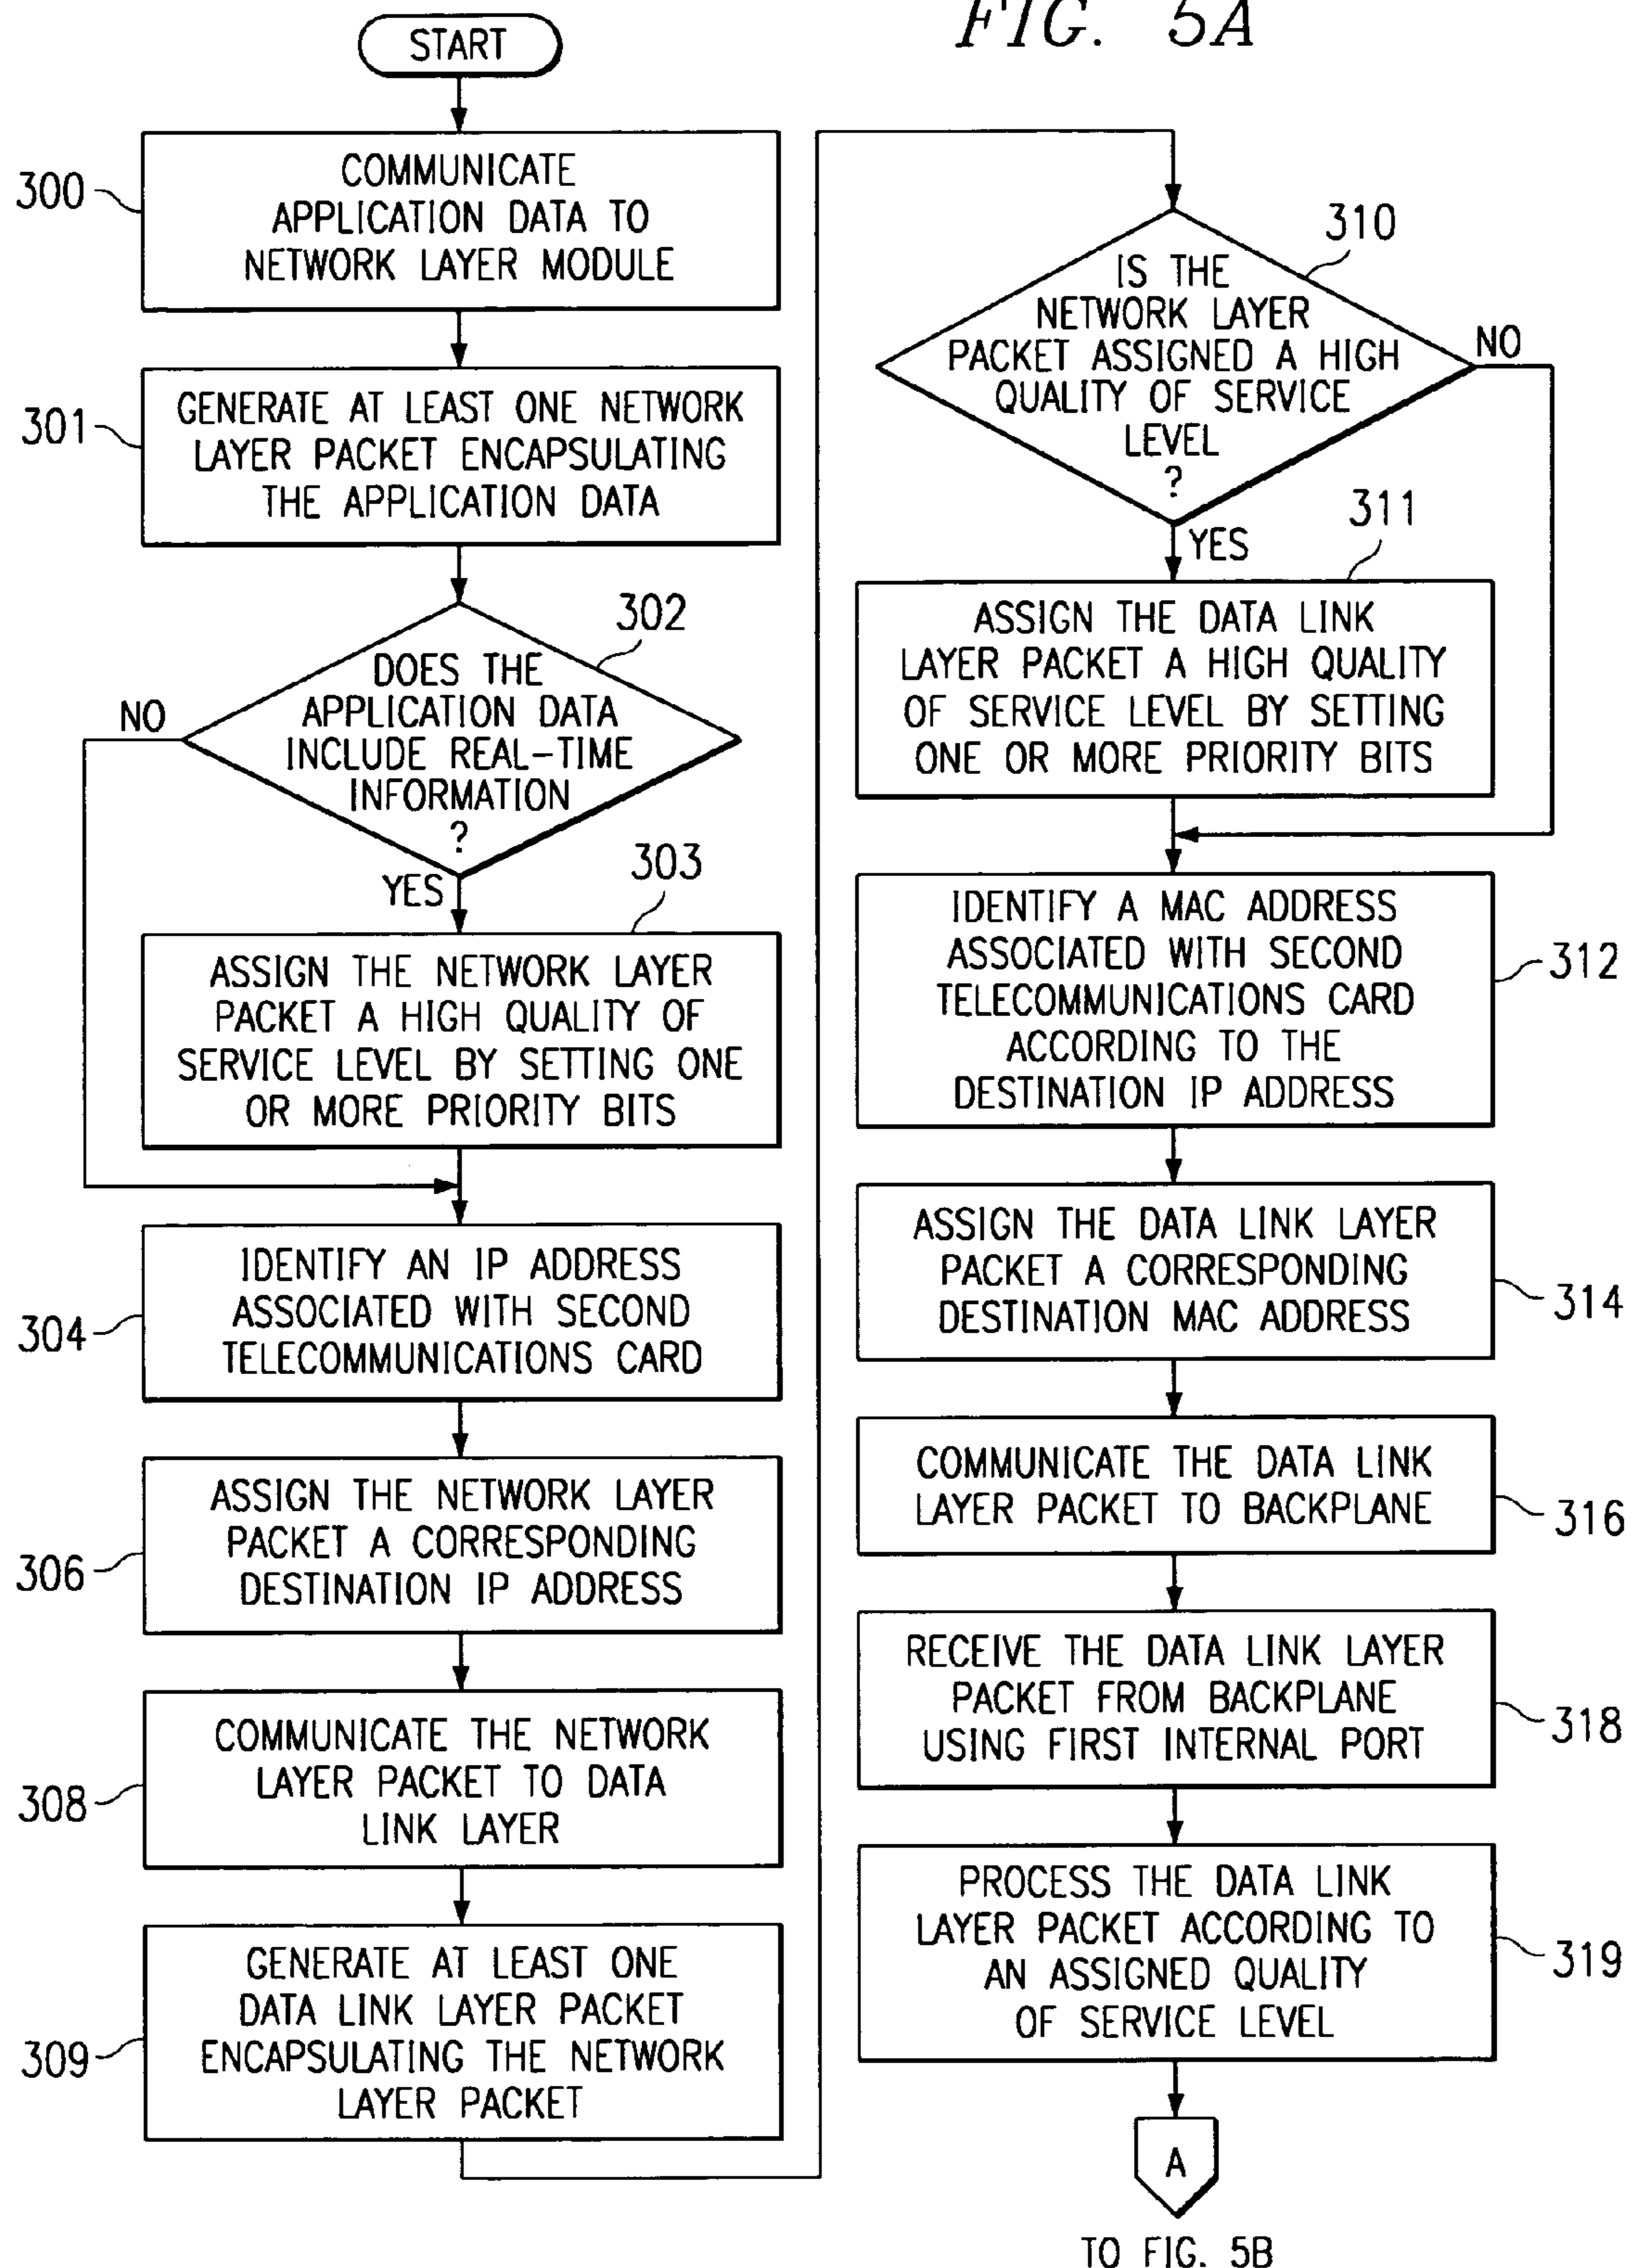 FIG. 5A
START
300
COMMUNICATE
APPLICATION DATA TO
NETWORK LAYER MODULE
301
GENERATE AT LEAST ONE NETWORK
LAYER PACKET ENCAPSULATING
THE APPLICATION DATA
302
DOES THE
APPLICATION DATA
INCLUDE REAL-TIME
INFORMATION
?
NO
YES
303
ASSIGN THE NETWORK LAYER
PACKET A HIGH QUALITY OF
SERVICE LEVEL BY SETTING ONE
OR MORE PRIORITY BITS
304
IDENTIFY AN IP ADDRESS
ASSOCIATED WITH SECOND
TELECOMMUNICATIONS CARD
306
ASSIGN THE NETWORK LAYER
PACKET A CORRESPONDING
DESTINATION IP ADDRESS
308
COMMUNICATE THE NETWORK
LAYER PACKET TO DATA
LINK LAYER
309
GENERATE AT LEAST ONE
DATA LINK LAYER PACKET
ENCAPSULATING THE NETWORK
LAYER PACKET
310
IS THE
NETWORK LAYER
PACKET ASSIGNED A HIGH
QUALITY OF SERVICE
LEVEL
?
NO
YES
311
ASSIGN THE DATA LINK
LAYER PACKET A HIGH QUALITY
OF SERVICE LEVEL BY SETTING
ONE OR MORE PRIORITY BITS
IDENTIFY A MAC ADDRESS
ASSOCIATED WITH SECOND
TELECOMMUNICATIONS CARD
ACCORDING TO THE
DESTINATION IP ADDRESS
312
ASSIGN THE DATA LINK LAYER
PACKET A CORRESPONDING
DESTINATION MAC ADDRESS
314
COMMUNICATE THE DATA LINK
LAYER PACKET TO BACKPLANE
316
RECEIVE THE DATA LINK LAYER
PACKET FROM BACKPLANE
USING FIRST INTERNAL PORT
318
PROCESS THE DATA LINK
LAYER PACKET ACCORDING TO
AN ASSIGNED QUALITY
OF SERVICE LEVEL
319
A
TO FIG. 5B